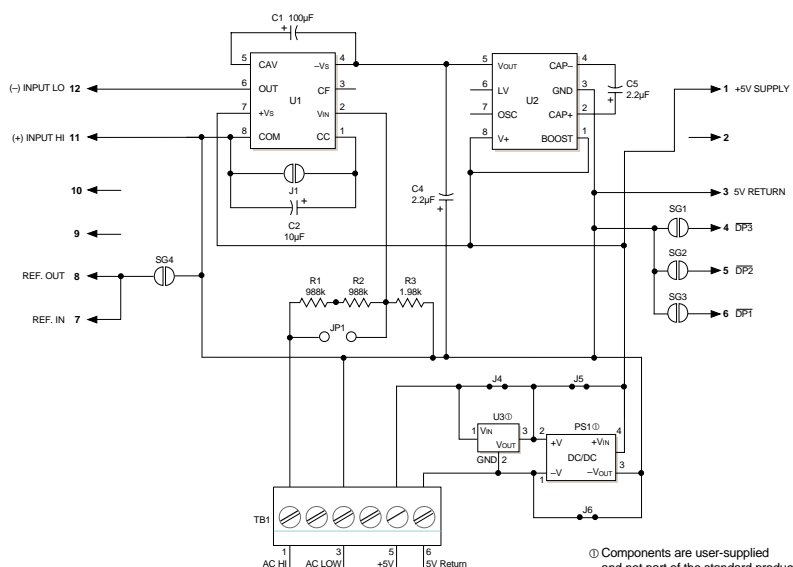 C1 100µF
5 CAV –VS 4
6 OUT CF 3
U1
7 +VS VIN 2
8 COM CC 1
J1
C2
10µF
(–) INPUT LO 12
(+) INPUT HI 11
10
9
REF. OUT 8
REF. IN 7
SG4
5 VOUT CAP– 4
6 LV GND 3
U2
7 OSC CAP+ 2
8 V+ BOOST 1
C5
2.2µF
C4
2.2µF
1 +5V SUPPLY
2
3 5V RETURN
SG1
4 DP3
SG2
5 DP2
SG3
6 DP1
R1 R2 R3
988k 988k 1.98k
JP1
J4 J5
U3①
1 VIN
VOUT 3
GND 2
PS1①
2 +V +VIN 4
DC/DC
1 –V –VOUT 3
J6
TB1
1 3 5 6
AC HI AC LOW +5V 5V Return
① Components are user-supplied